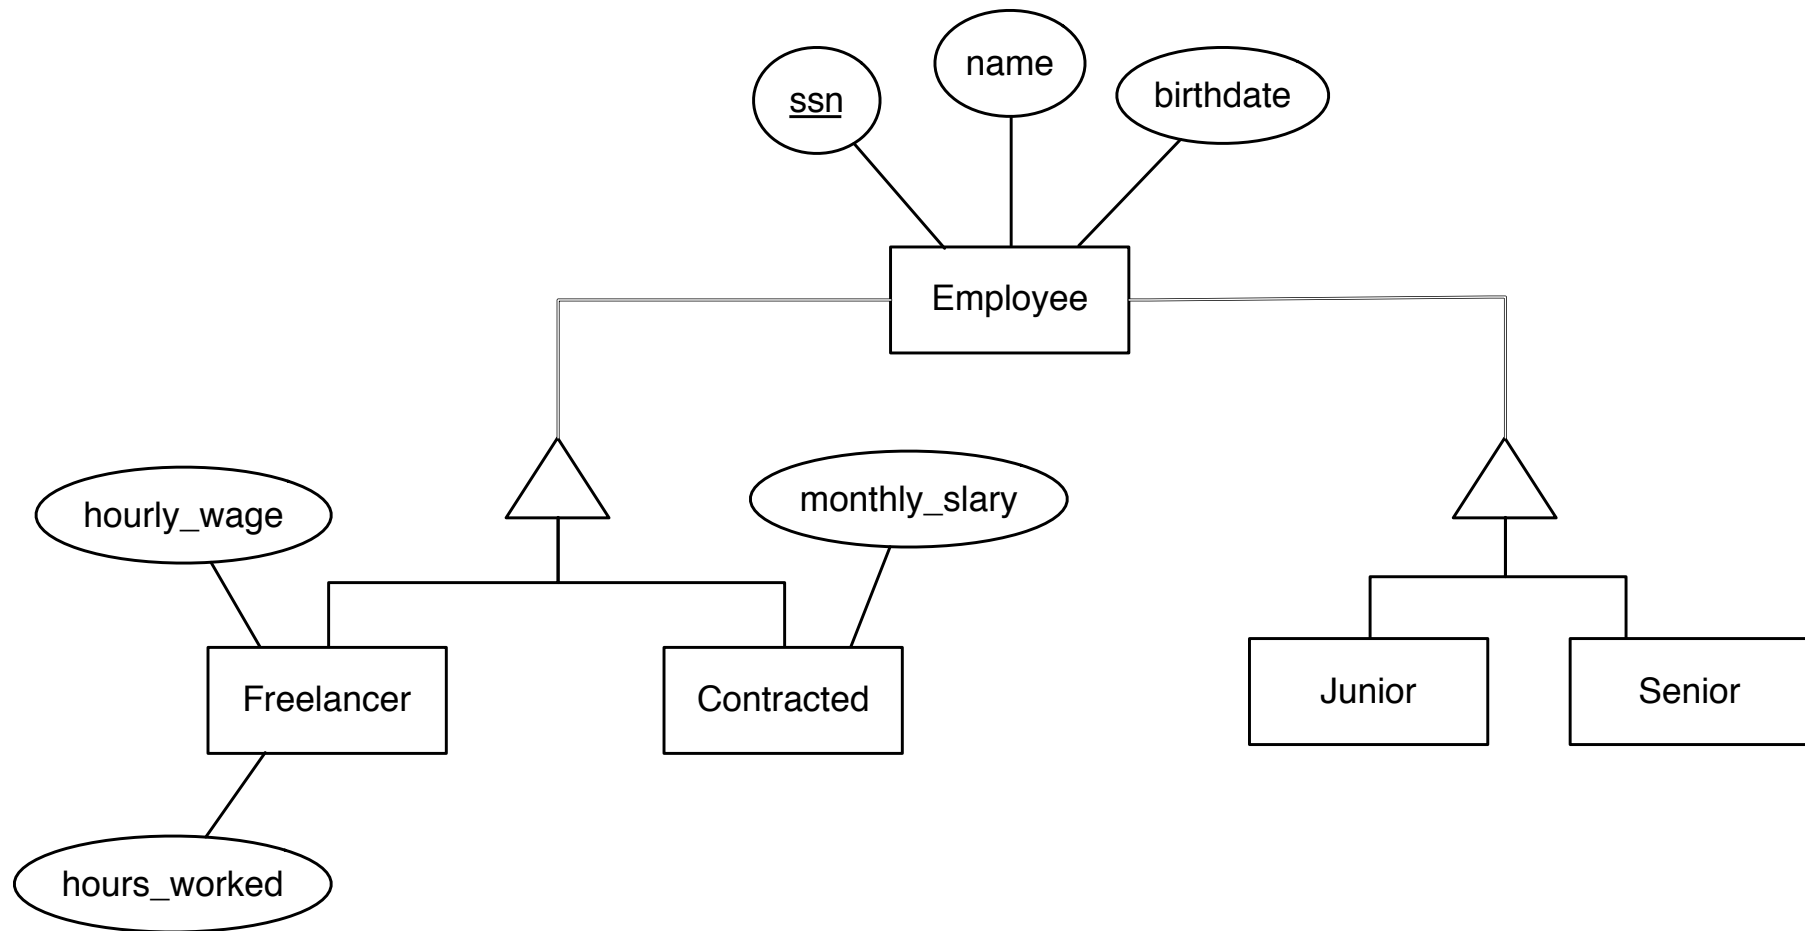 name
birthdate
ssn
Employee
hourly_wage
monthly_slary
Freelancer
Contracted
Junior
Senior
hours_worked